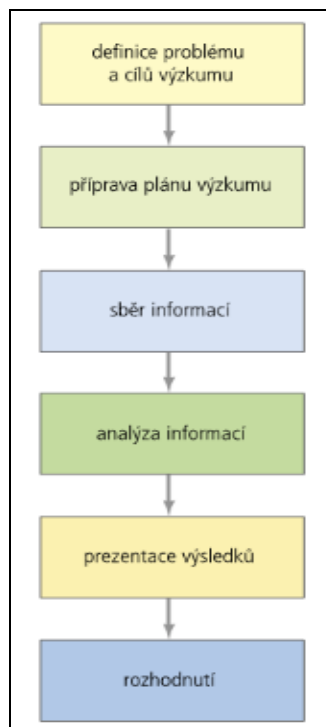 definice problému
a cílů výzkumu
příprava plánu výzkumu
sběr informací
analýza informací
prezentace výsledků
rozhodnutí